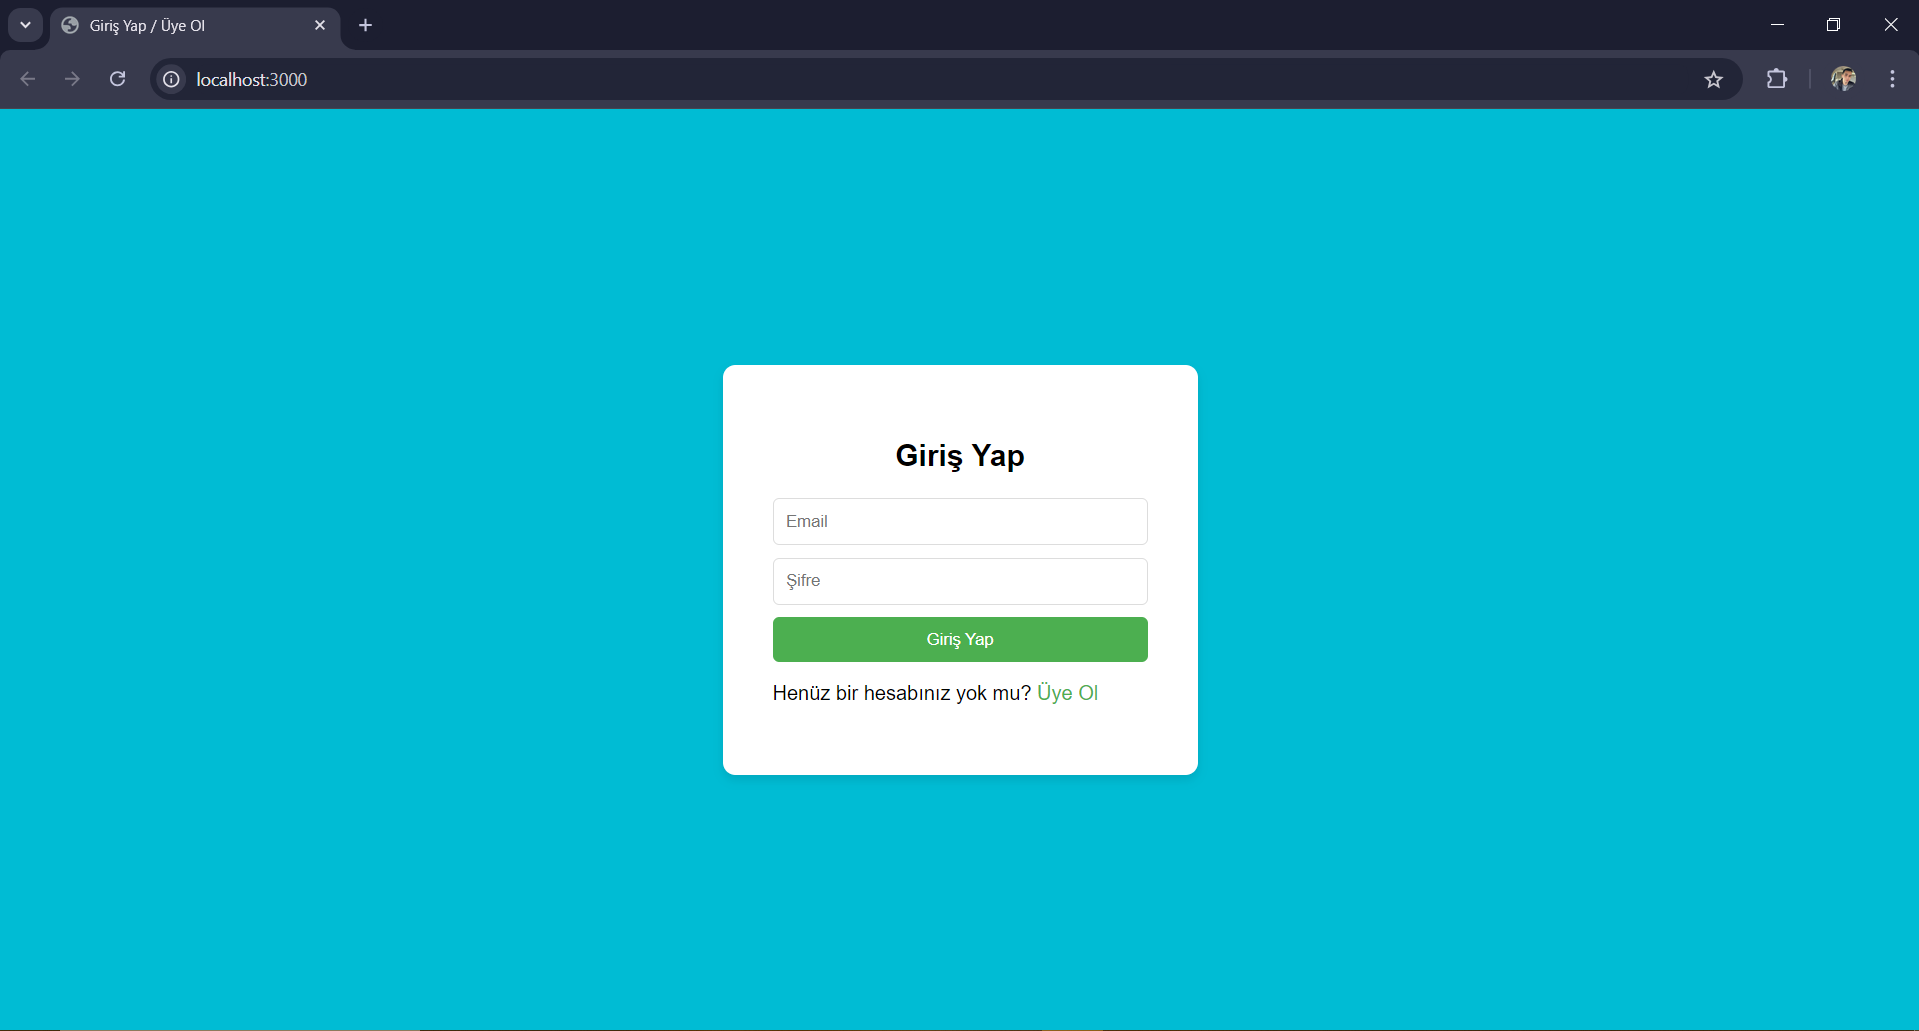 Giriş Yap / Üye Ol
localhost:3000
Giriş Yap
Email
Şifre
Giriş Yap
Henüz bir hesabınız yok mu? Üye Ol